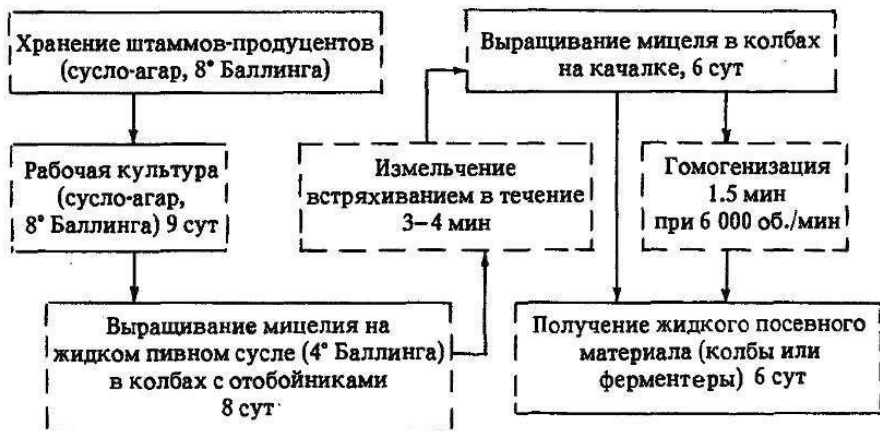 Хранение штаммов-продуцентов
(сусло-агар, 8° Баллинга)
Рабочая культура
(сусло-агар,
8° Баллинга) 9 сут
Выращивание мицелия на
жидком пивном сусле (4° Баллинга)
в колбах с отобойниками
8 сут
Измельчение
встряхиванием в течение
3–4 мин
Выращивание мицеля в колбах
на качалке, 6 сут
Гомогенизация
1.5 мин
при 6 000 об./мин
Получение жидкого посевного
материала (колбы или
ферментеры) 6 сут